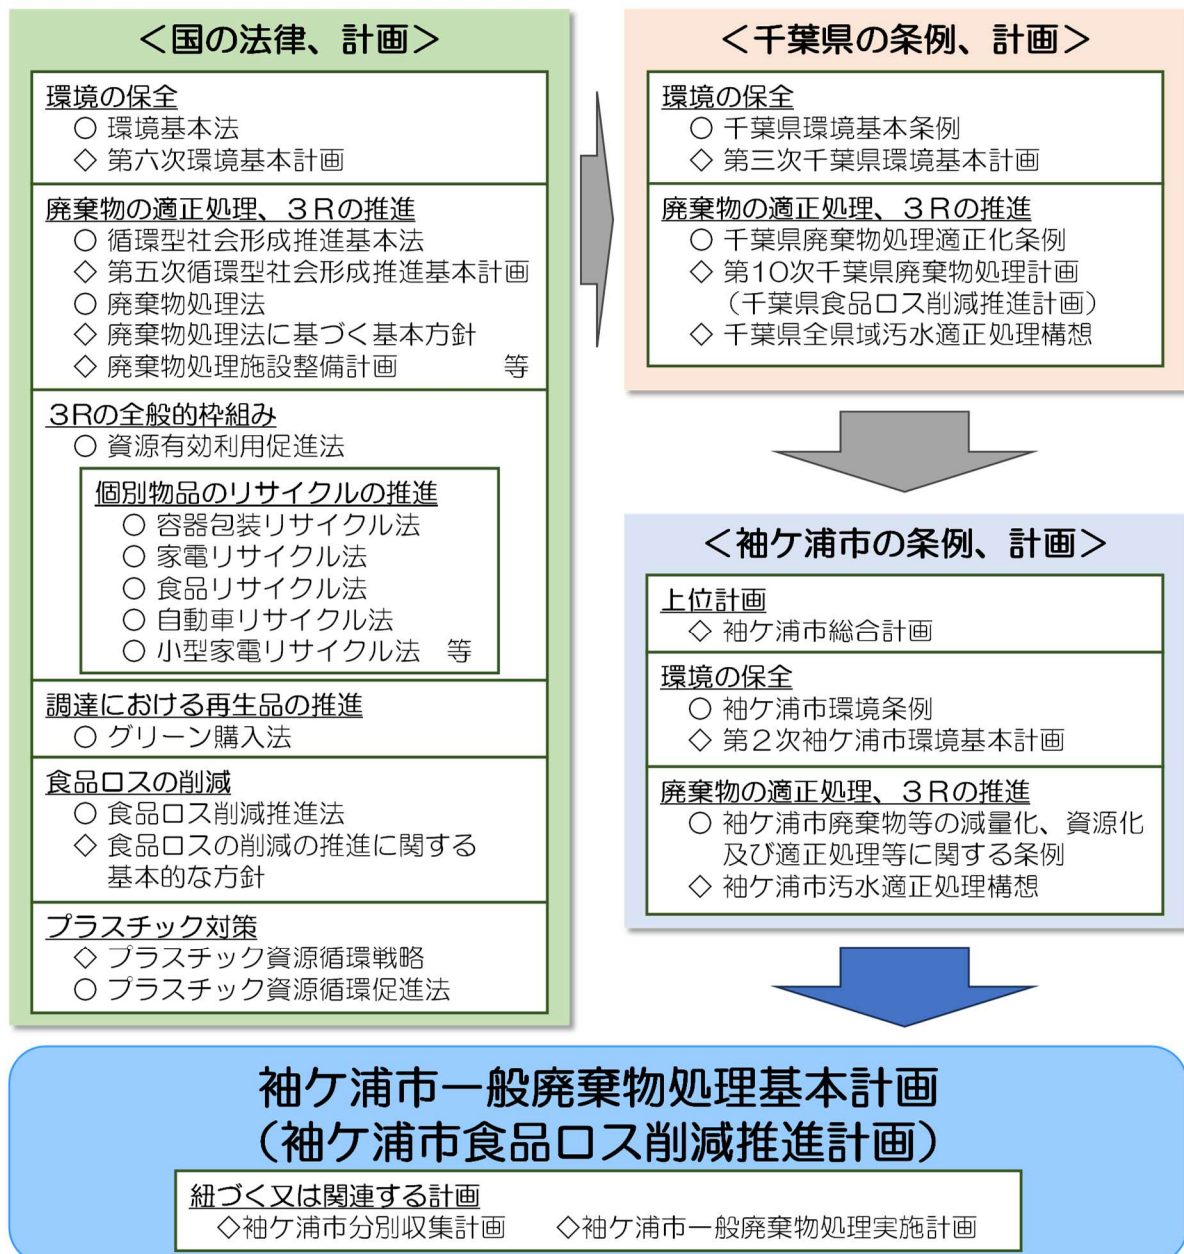 ＜国の法律、計画＞
環境の保全
○ 環境基本法
◇ 第六次環境基本計画
廃棄物の適正処理、３Ｒの推進
○ 循環型社会形成推進基本法
◇ 第五次循環型社会形成推進基本計画
○ 廃棄物処理法
◇ 廃棄物処理法に基づく基本方針
◇ 廃棄物処理施設整備計画　等
３Rの全般的枠組み
○ 資源有効利用促進法
個別物品のリサイクルの推進
○ 容器包装リサイクル法
○ 家電リサイクル法
○ 食品リサイクル法
○ 自動車リサイクル法
○ 小型家電リサイクル法　等
調達における再生品の推進
○ グリーン購入法
食品ロスの削減
○ 食品ロス削減推進法
◇ 食品ロスの削減の推進に関する
基本的な方針
プラスチック対策
◇ プラスチック資源循環戦略
○ プラスチック資源循環促進法
＜千葉県の条例、計画＞
環境の保全
○ 千葉県環境基本条例
◇ 第三次千葉県環境基本計画
廃棄物の適正処理、３Ｒの推進
○ 千葉県廃棄物処理適正化条例
◇ 第10次千葉県廃棄物処理計画
（千葉県食品ロス削減推進計画）
◇ 千葉県全県域汚水適正処理構想
＜袖ケ浦市の条例、計画＞
上位計画
◇ 袖ケ浦市総合計画
環境の保全
○ 袖ケ浦市環境条例
◇ 第２次袖ケ浦市環境基本計画
廃棄物の適正処理、３Ｒの推進
○ 袖ケ浦市廃棄物等の減量化、資源化
及び適正処理等に関する条例
◇ 袖ケ浦市汚水適正処理構想
袖ケ浦市一般廃棄物処理基本計画
（袖ケ浦市食品ロス削減推進計画）
紐づく又は関連する計画
◇袖ケ浦市分別収集計画　◇袖ケ浦市一般廃棄物処理実施計画